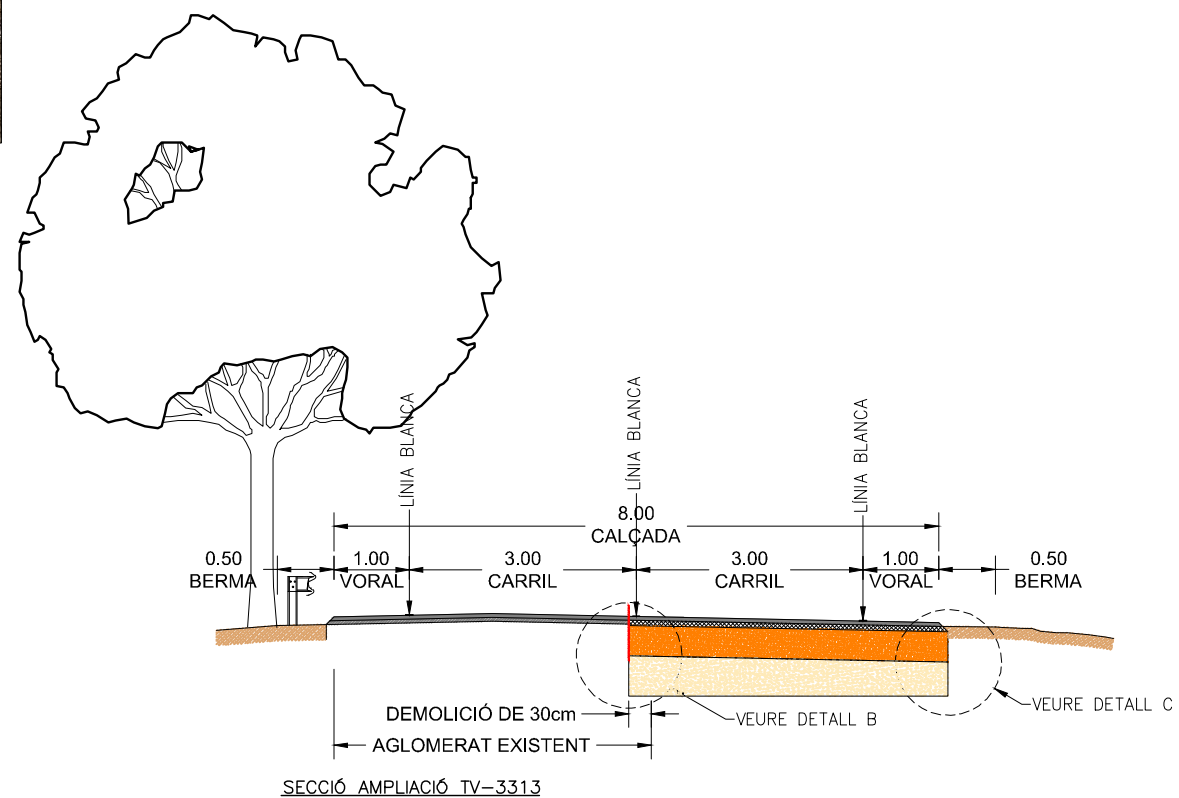 LÍNIA BLANCA
LÍNIA BLANCA
LÍNIA BLANCA
8.00
CALÇADA
0.50
BERMA
1.00
VORAL
3.00
CARRIL
3.00
CARRIL
1.00
VORAL
0.50
BERMA
DEMOLICIÓ DE 30cm
VEURE DETALL B
VEURE DETALL C
AGLOMERAT EXISTENT
SECCIÓ AMPLIACIÓ TV-3313